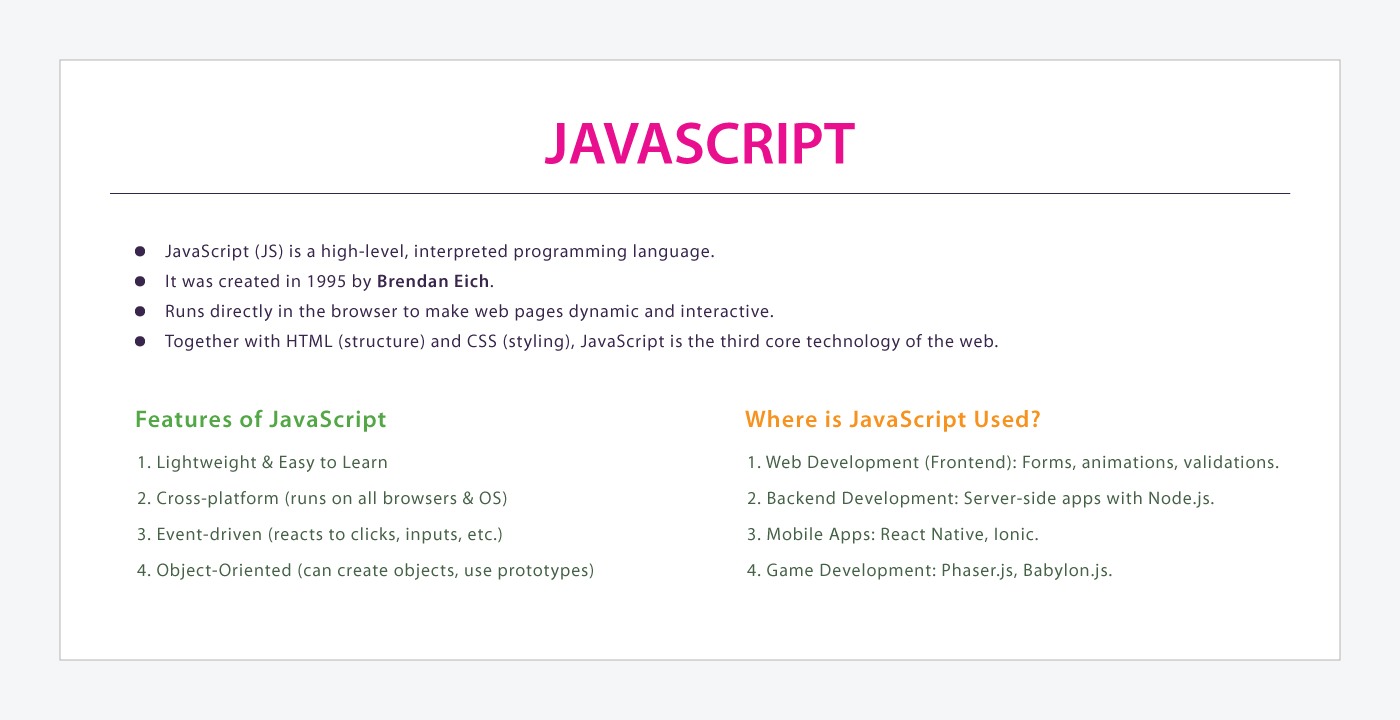 JAVASCRIPT
● JavaScript (JS) is a high-level, interpreted programming language.
● It was created in 1995 by Brendan Eich.
● Runs directly in the browser to make web pages dynamic and interactive.
● Together with HTML (structure) and CSS (styling), JavaScript is the third core technology of the web.
Features of JavaScript
1. Lightweight & Easy to Learn
2. Cross-platform (runs on all browsers & OS)
3. Event-driven (reacts to clicks, inputs, etc.)
4. Object-Oriented (can create objects, use prototypes)
Where is JavaScript Used?
1. Web Development (Frontend): Forms, animations, validations.
2. Backend Development: Server-side apps with Node.js.
3. Mobile Apps: React Native, Ionic.
4. Game Development: Phaser.js, Babylon.js.